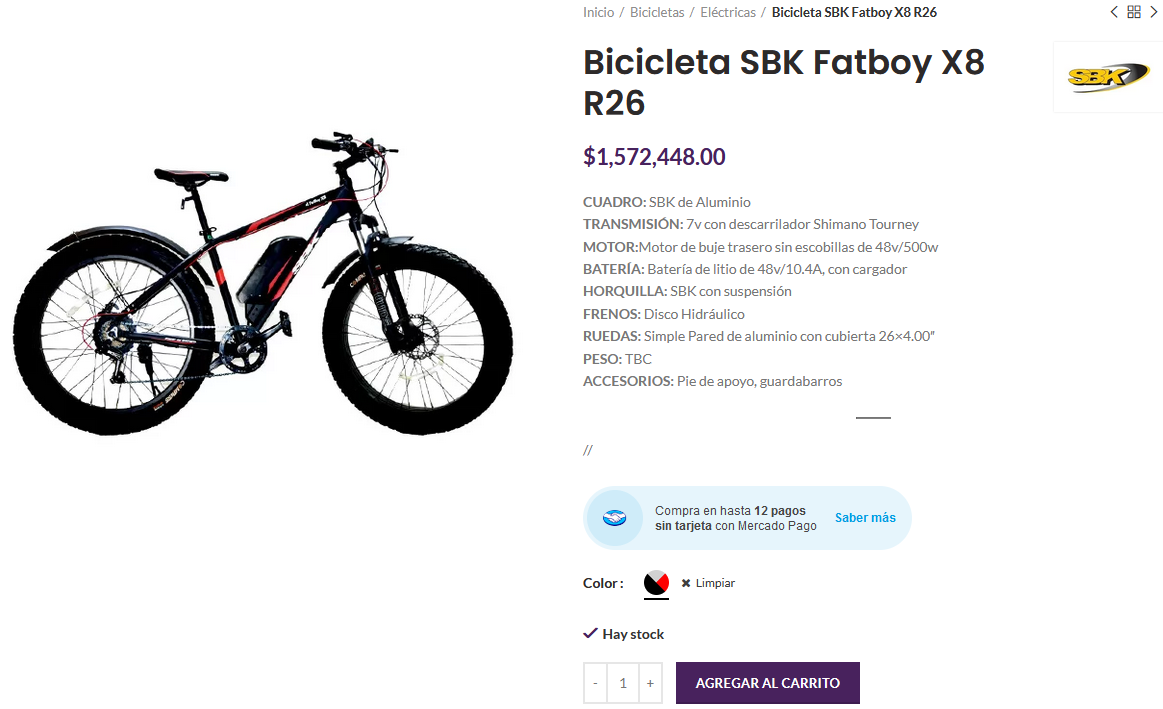 Inicio / Bicicletas / Eléctricas / Bicicleta SBK Fatboy X8 R26
Bicicleta SBK Fatboy X8
R26
SBK
$1,572,448.00
CUADRO: SBK de Aluminio
TRANSMISIÓN: 7v con descarrilador Shimano Tourney
MOTOR:Motor de buje trasero sin escobillas de 48v/500w
BATERÍA: Batería de litio de 48v/10.4A, con cargador
HORQUILLA: SBK con suspensión
FRENOS: Disco Hidráulico
RUEDAS: Simple Pared de aluminio con cubierta 26×4.00″
PESO: TBC
ACCESORIOS: Pie de apoyo, guardabarros
//
Compra en hasta 12 pagos
sin tarjeta con Mercado Pago
Saber más
Color :
✖ Limpiar
Hay stock
- 1 +
AGREGAR AL CARRITO